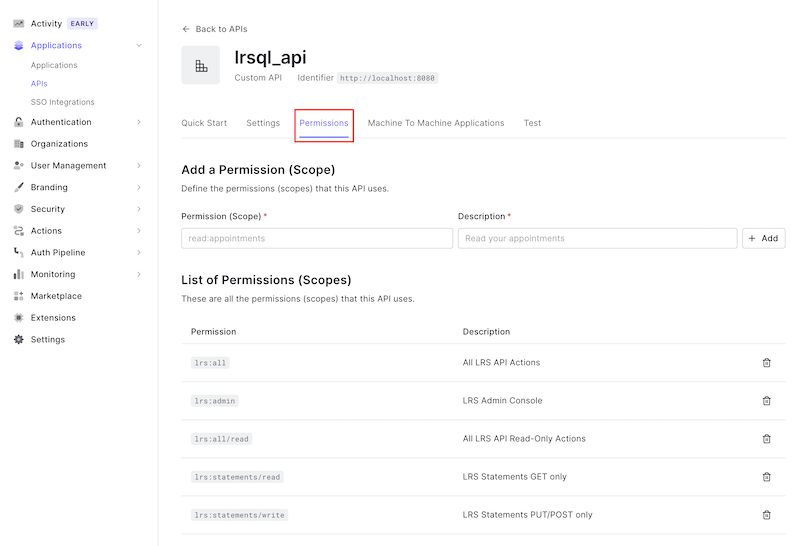 Activity EARLY
Applications
Applications
APIs
SSO Integrations
Authentication
Organizations
User Management
Branding
Security
Actions
Auth Pipeline
Monitoring
Marketplace
Extensions
Settings
Back to APIs
lrsql_api
Custom API Identifier http://localhost:8080
Quick Start Settings Permissions Machine To Machine Applications Test
Add a Permission (Scope)
Define the permissions (scopes) that this API uses.
Permission (Scope) * Description *
read:appointments Read your appointments + Add
List of Permissions (Scopes)
These are all the permissions (scopes) that this API uses.
Permission Description
lrs:all All LRS API Actions
lrs:admin LRS Admin Console
lrs:all/read All LRS API Read-Only Actions
lrs:statements/read LRS Statements GET only
lrs:statements/write LRS Statements PUT/POST only